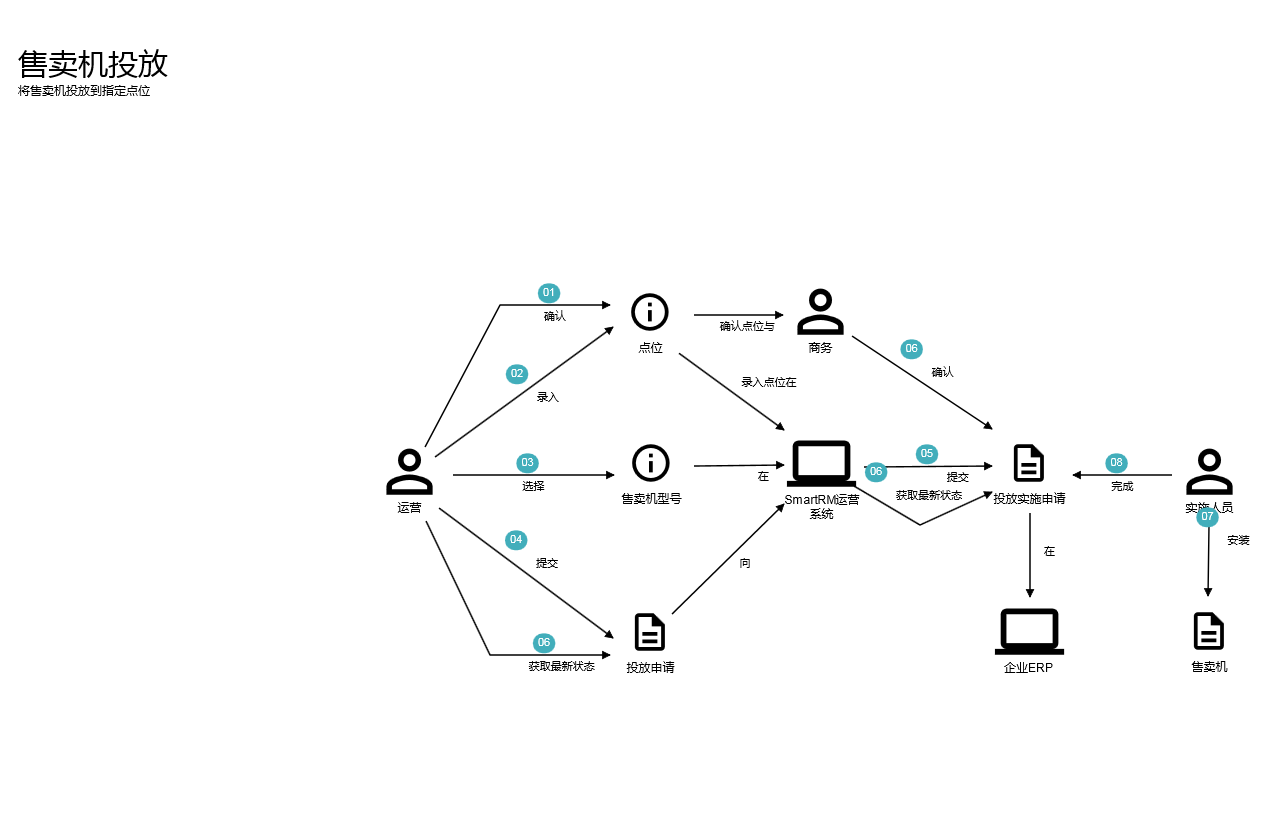 售卖机投放
将售卖机投放到指定点位
01
确认
点位
确认点位与
商务
06
确认
02
录入
录入点位在
运营
03
选择
售卖机型号
在
SmartRM运营
系统
05
提交
06
获取最新状态
投放实施申请
08
完成
实施人员
07
安装
04
提交
向
在
06
获取最新状态
投放申请
企业ERP
售卖机